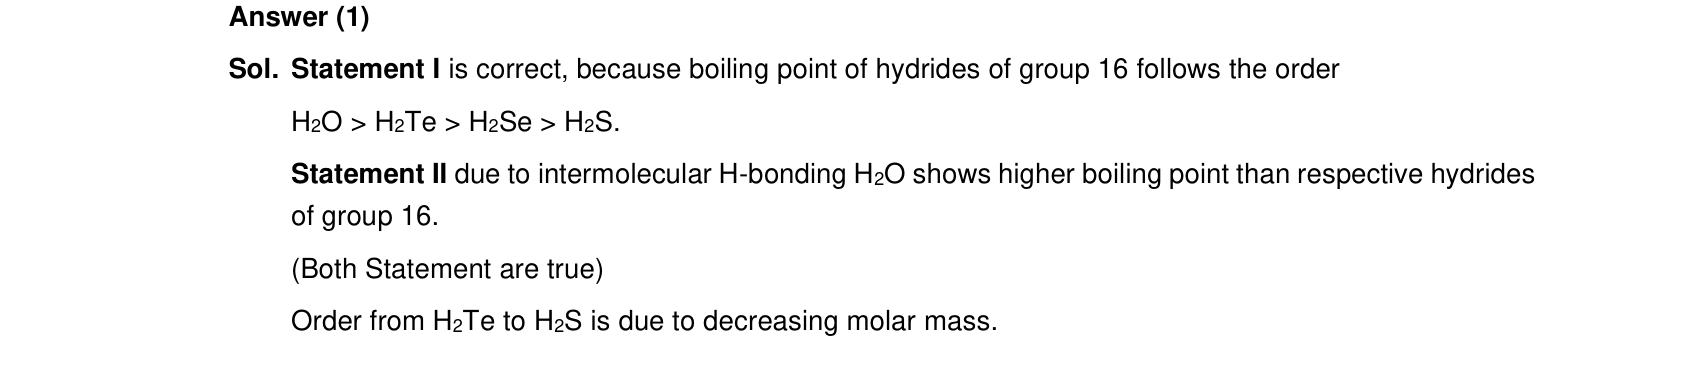 Answer (1)
Sol. Statement I is correct, because boiling point of hydrides of group 16 follows the order
H₂O > H₂Te > H₂Se > H₂S.
Statement II due to intermolecular H-bonding H₂O shows higher boiling point than respective hydrides
of group 16.
(Both Statement are true)
Order from H₂Te to H₂S is due to decreasing molar mass.